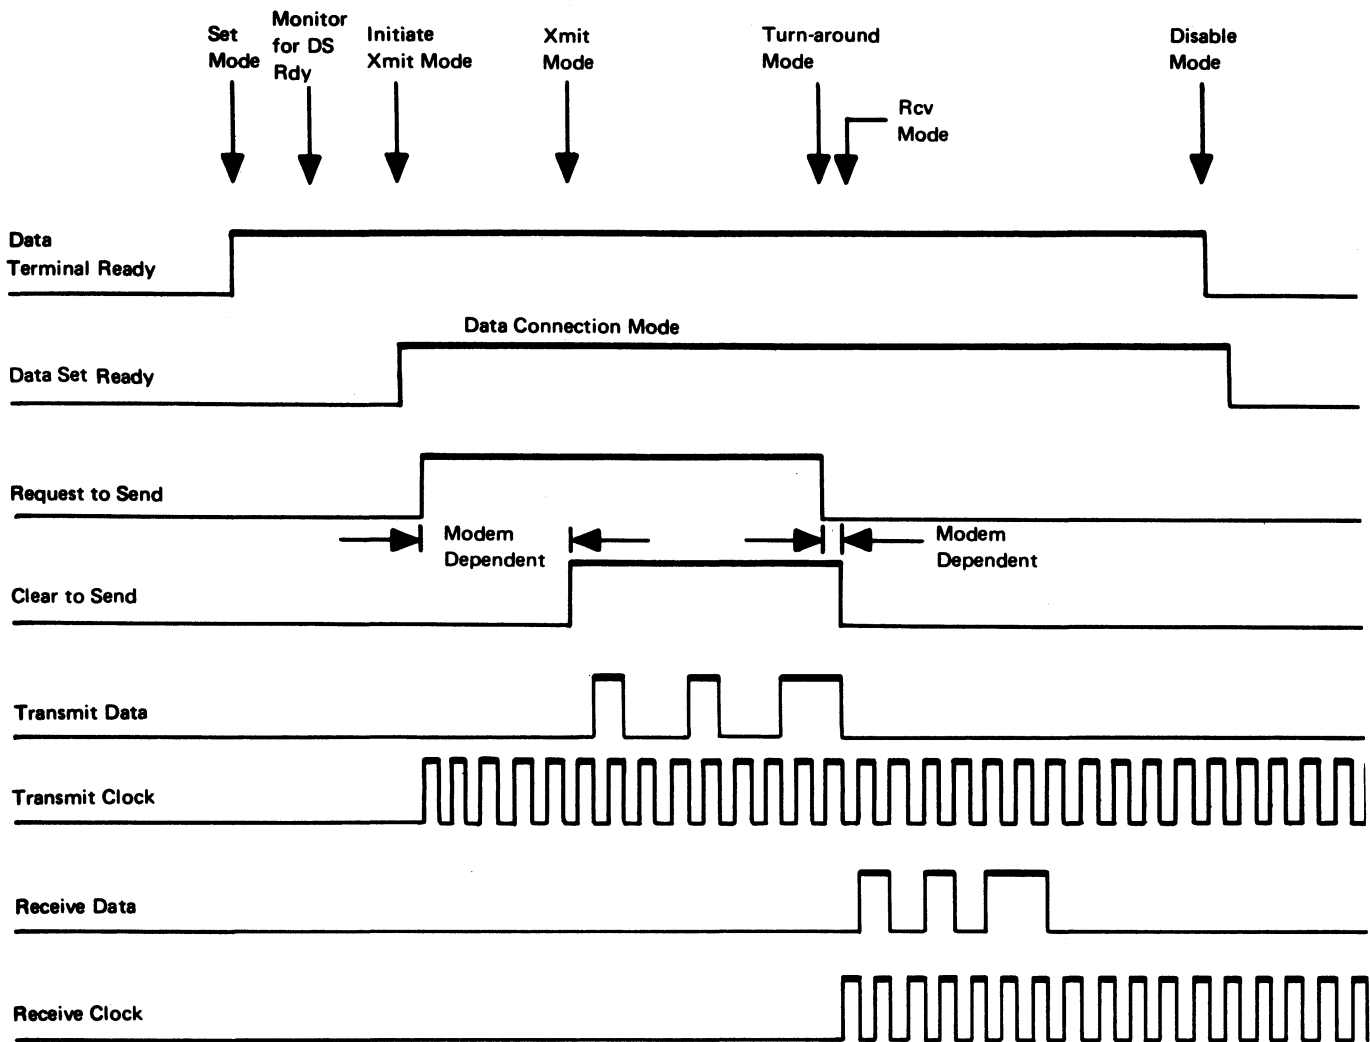 Set
Mode
Monitor
for DS
Rdy
Initiate
Xmit Mode
Xmit
Mode
Turn-around
Mode
Rcv
Mode
Disable
Mode
Data
Terminal Ready
Data Connection Mode
Data Set Ready
Request to Send
Modem
Dependent
Modem
Dependent
Clear to Send
Transmit Data
Transmit Clock
Receive Data
Receive Clock